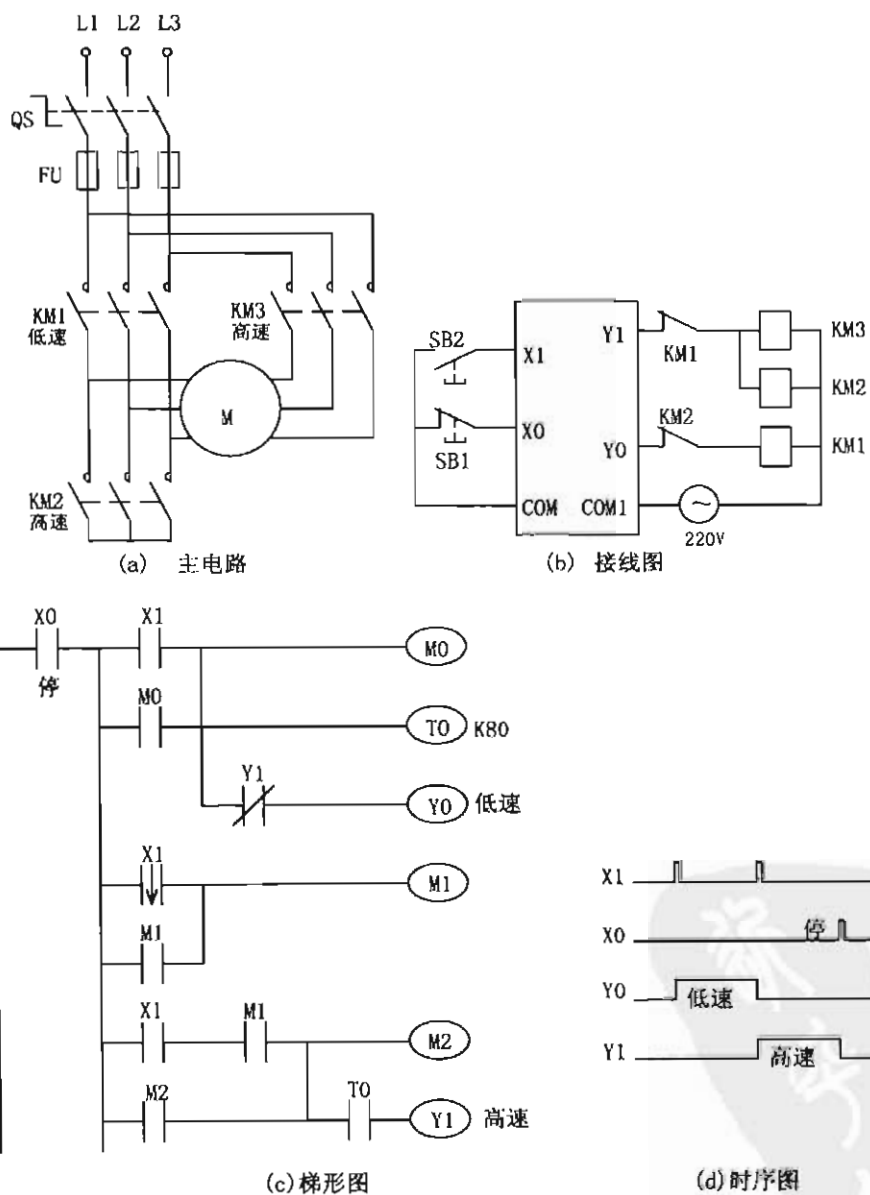 L1 L2 L3
QS
FU
KM1
低速
KM3
高速
M
KM2
高速
(a) 主电路
SB2
X1
Y1
KM1
KM3
KM2
X0
SB1
KM2
Y0
KM1
COM
COM1
~
220V
(b) 接线图
X0
停
X1
M0
M0
T0 K80
Y1
Y0 低速
X1
M1
M1
X1 M1
M2
M2
T0
Y1 高速
(c)梯形图
X1
X0 停
Y0 低速
Y1 高速
(d)时序图